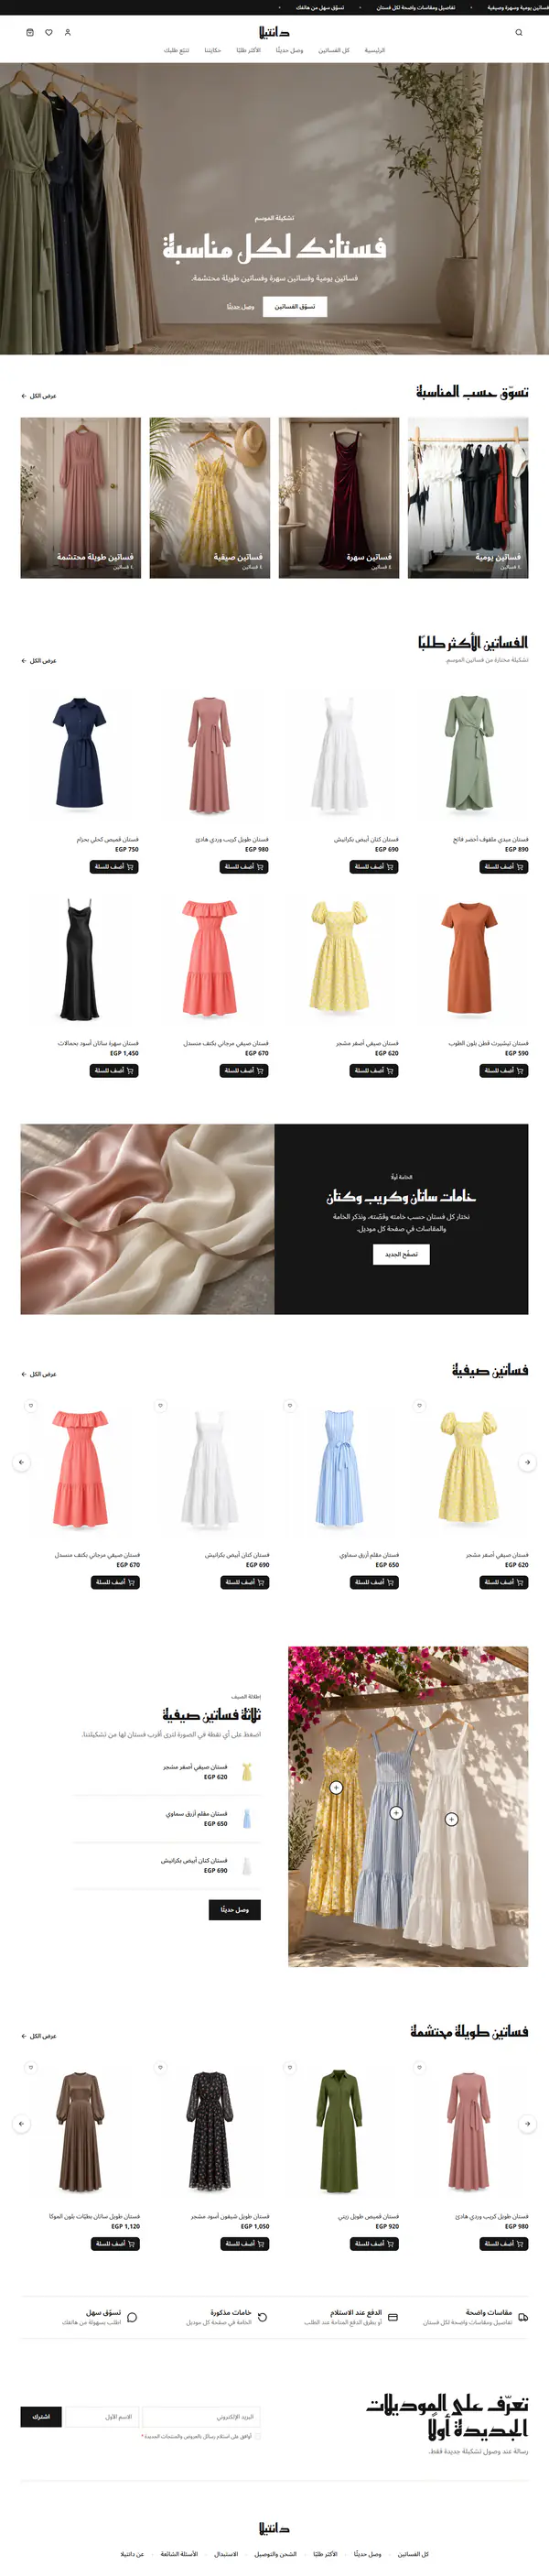 فساتين يومية وسهرة وصيفية • تفاصيل ومقاسات واضحة لكل فستان • تسوّق سهل من هاتفك •
دانتيلا
الرئيسية كل الفساتين وصل حديثًا الأكثر طلبًا حكايتنا تتبّع طلبك
تشكيلة الموسم
فستانك لكل مناسبة
فساتين يومية وفساتين سهرة وفساتين طويلة محتشمة.
تسوّق الفساتين وصل حديثًا
تسوّق حسب المناسبة
عرض الكل ←
فساتين يومية
٤ فساتين
فساتين سهرة
٤ فساتين
فساتين صيفية
٤ فساتين
فساتين طويلة محتشمة
٤ فساتين
الفساتين الأكثر طلبًا
تشكيلة مختارة من فساتين الموسم
عرض الكل ←
فستان ميدي ملفوف أخضر فاتح
EGP 890
أضف للسلة
فستان كتان أبيض بكرانيش
EGP 690
أضف للسلة
فستان طويل كريب وردي هادئ
EGP 980
أضف للسلة
فستان قميص كحلي بحزام
EGP 750
أضف للسلة
فستان تيشيرت قطن بلون الطوب
EGP 590
أضف للسلة
فستان صيفي أصفر مشجر
EGP 620
أضف للسلة
فستان صيفي مرجاني بكتف منسدل
EGP 670
أضف للسلة
فستان سهرة ساتان أسود بحمالات
EGP 1,450
أضف للسلة
الخامة أولًا
خامات ساتان وكريب وكتان
نختار كل فستان حسب خامته وقصّته، ونذكر الخامة
والمقاسات في صفحة كل موديل.
تصفّح الجديد
فساتين صيفية
عرض الكل ←
فستان صيفي أصفر مشجر
EGP 620
أضف للسلة
فستان مقلم أزرق سماوي
EGP 650
أضف للسلة
فستان كتان أبيض بكرانيش
EGP 690
أضف للسلة
فستان صيفي مرجاني بكتف منسدل
EGP 670
أضف للسلة
إطلالة الصيف
ثلاثة فساتين صيفية
اضغط على أي نقطة في الصورة لترى أقرب فستان لها من تشكيلتنا.
فستان صيفي أصفر مشجر
EGP 620
فستان مقلم أزرق سماوي
EGP 650
فستان كتان أبيض بكرانيش
EGP 690
وصل حديثًا
فساتين طويلة محتشمة
عرض الكل ←
فستان طويل كريب وردي هادئ
EGP 980
أضف للسلة
فستان قميص طويل زيتي
EGP 920
أضف للسلة
فستان طويل شيفون أسود مشجر
EGP 1,050
أضف للسلة
فستان طويل ساتان بطيّات بلون الموكا
EGP 1,120
أضف للسلة
مقاسات واضحة
تفاصيل ومقاسات واضحة لكل فستان
الدفع عند الاستلام
أو بطرق الدفع المتاحة عند الطلب
خامات مذكورة
الخامة في صفحة كل موديل
تسوّق سهل
اطلب بسهولة من هاتفك
تعرّف على الموديلات
الجديدة أولًا
رسالة عند وصول تشكيلة جديدة فقط.
البريد الإلكتروني الاسم الأول اشترك
أوافق على استلام رسائل بالعروض والمنتجات الجديدة *
دانتيلا
كل الفساتين وصل حديثًا الأكثر طلبًا الشحن والتوصيل الاستبدال الأسئلة الشائعة عن دانتيلا